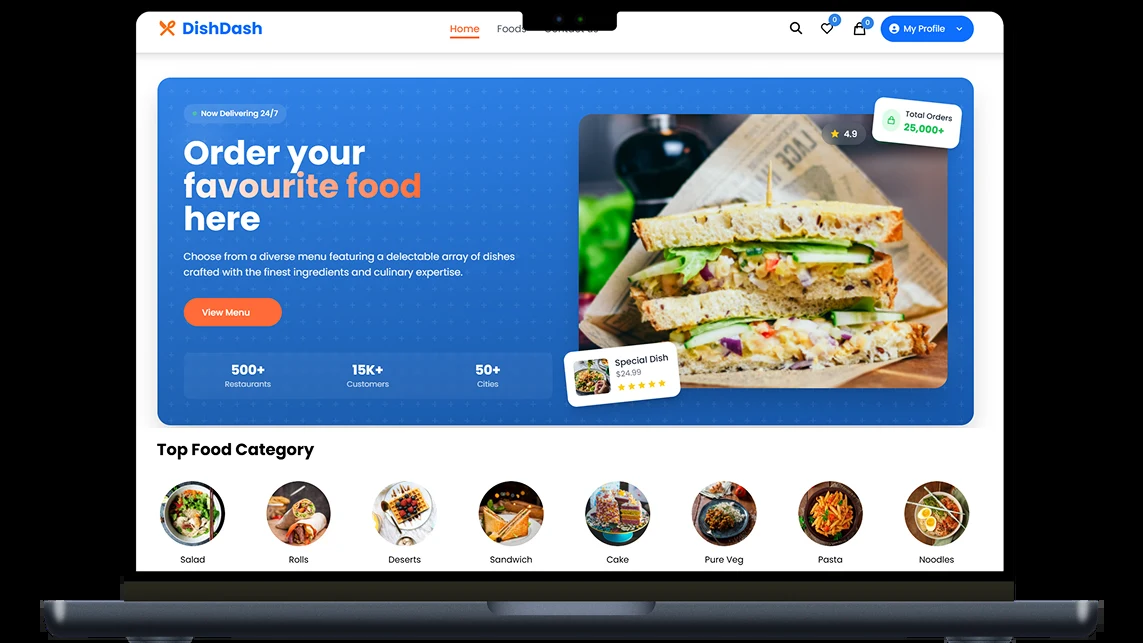 DishDash
Home
Foods
0
0
My Profile
Now Delivering 24/7
Order your
favourite food
here
Choose from a diverse menu featuring a delectable array of dishes
crafted with the finest ingredients and culinary expertise.
View Menu
500+
Restaurants
15K+
Customers
50+
Cities
4.9
Total Orders
25,000+
Special Dish
$24.99
Top Food Category
Salad
Rolls
Deserts
Sandwich
Cake
Pure Veg
Pasta
Noodles